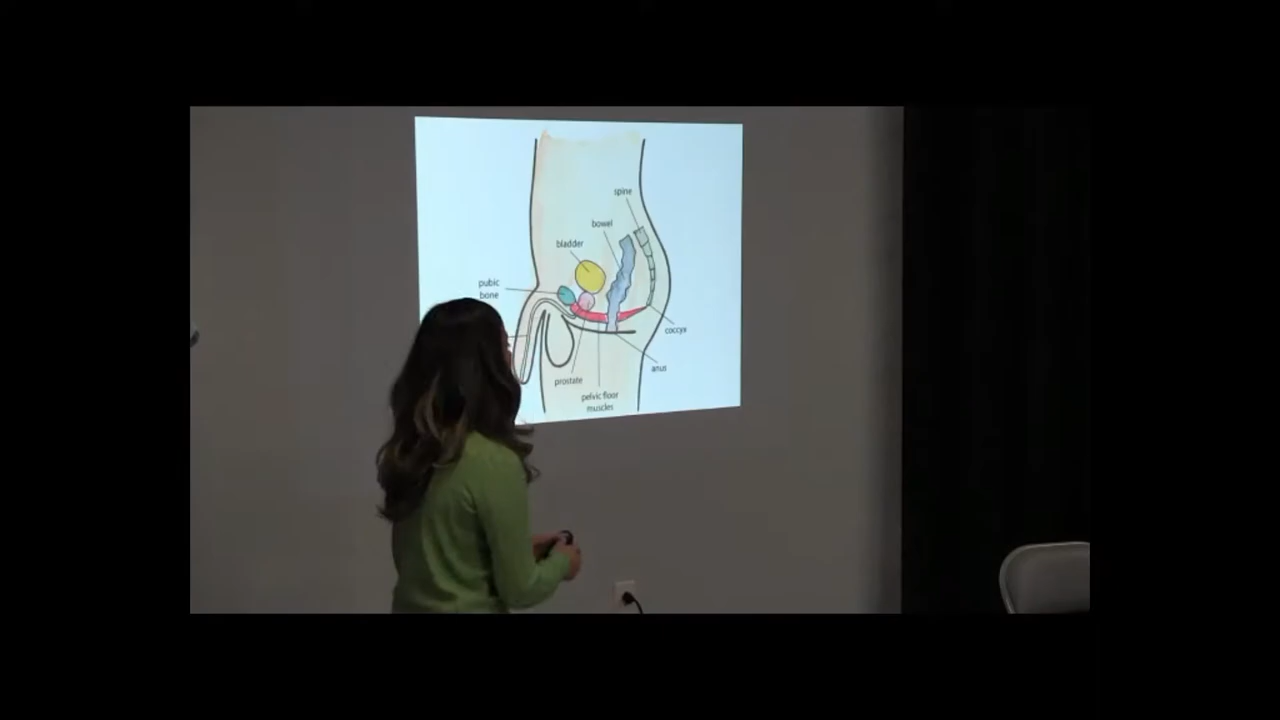 spine
bowel
bladder
pubic
bone
coccyx
anus
prostate
pelvic floor
muscles